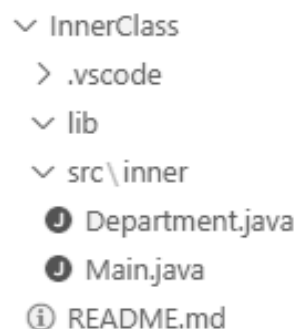 InnerClass
.vscode
lib
src\inner
J Department.java
J Main.java
README.md